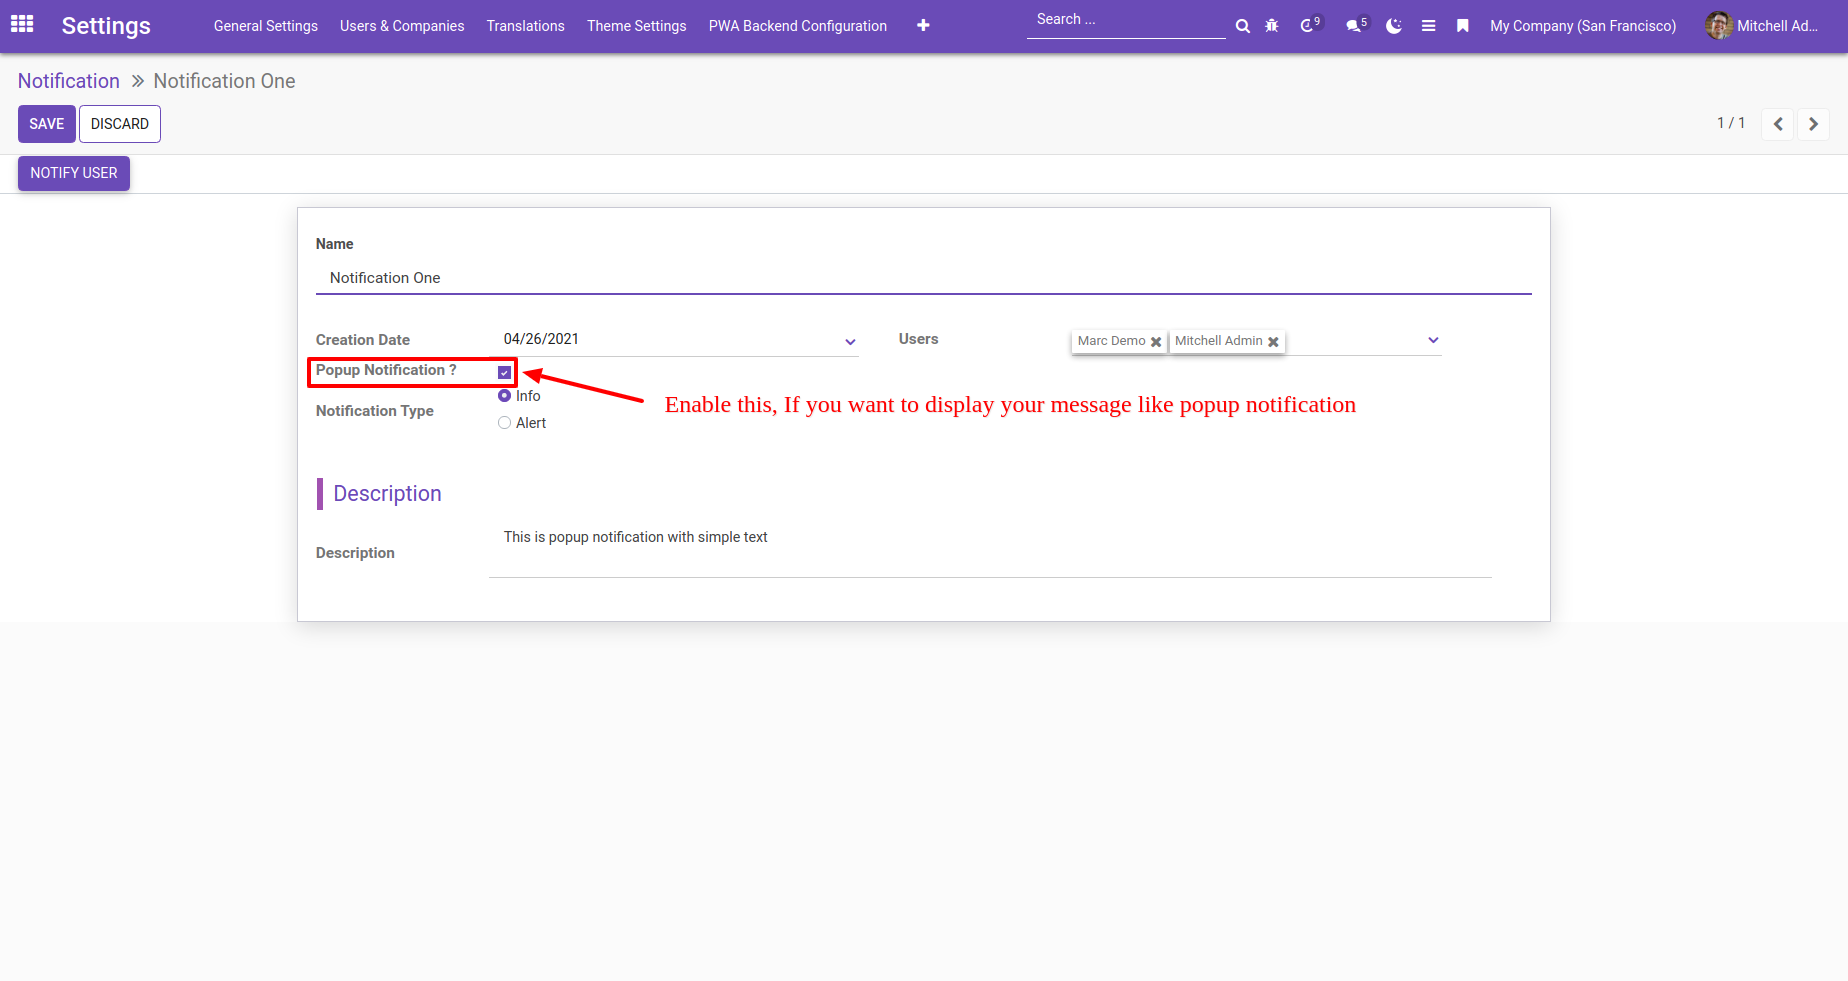 Settings General Settings Users & Companies Translations Theme Settings PWA Backend Configuration Search ... 9 5 My Company (San Francisco) Mitchell Ad...
Notification » Notification One
SAVE DISCARD 1 / 1
NOTIFY USER
Name
Notification One
Creation Date 04/26/2021 Users Marc Demo Mitchell Admin
Popup Notification ?
Notification Type Info
Alert
Enable this, If you want to display your message like popup notification
Description
This is popup notification with simple text
Description